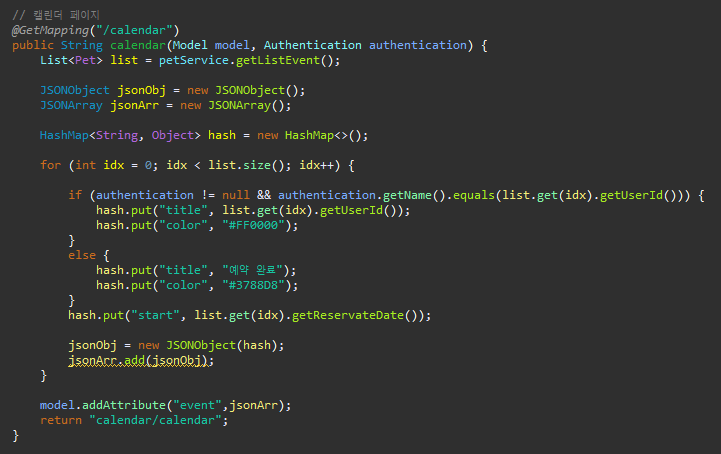 // 캘린더 페이지
@GetMapping("/calendar")
public String calendar(Model model, Authentication authentication) {
    List<Pet> list = petService.getListEvent();

    JSONObject jsonObj = new JSONObject();
    JSONArray jsonArr = new JSONArray();

    HashMap<String, Object> hash = new HashMap<>();

    for (int idx = 0; idx < list.size(); idx++) {

        if (authentication != null && authentication.getName().equals(list.get(idx).getUserId())) {
            hash.put("title", list.get(idx).getUserId());
            hash.put("color", "#FF0000");
        }
        else {
            hash.put("title", "예약 완료");
            hash.put("color", "#3788D8");
        }
        hash.put("start", list.get(idx).getReservateDate());

        jsonObj = new JSONObject(hash);
        jsonArr.add(jsonObj);
    }

    model.addAttribute("event",jsonArr);
    return "calendar/calendar";
}